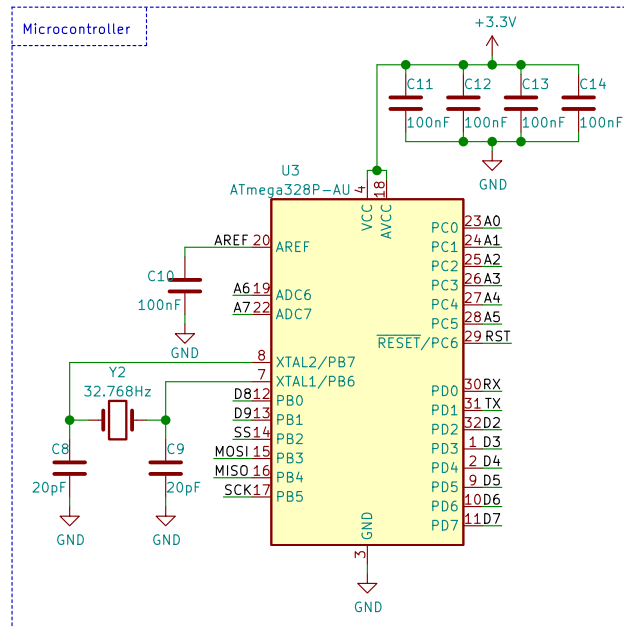 Microcontroller
+3.3V
C11
C12
C13
C14
100nF
100nF
100nF
100nF
GND
U3
ATmega328P-AU
4
18
VCC
AVCC
AREF 20 AREF
C10
100nF
GND
A6 19 ADC6
A7 22 ADC7
8 XTAL2/PB7
7 XTAL1/PB6
Y2
32.768Hz
C8
20pF
GND
C9
20pF
GND
D8 12 PB0
D9 13 PB1
SS 14 PB2
MOSI 15 PB3
MISO 16 PB4
SCK 17 PB5
PC0 23 A0
PC1 24 A1
PC2 25 A2
PC3 26 A3
PC4 27 A4
PC5 28 A5
RESET/PC6 29 RST
PD0 30 RX
PD1 31 TX
PD2 32 D2
PD3 1 D3
PD4 2 D4
PD5 9 D5
PD6 10 D6
PD7 11 D7
GND
3
GND